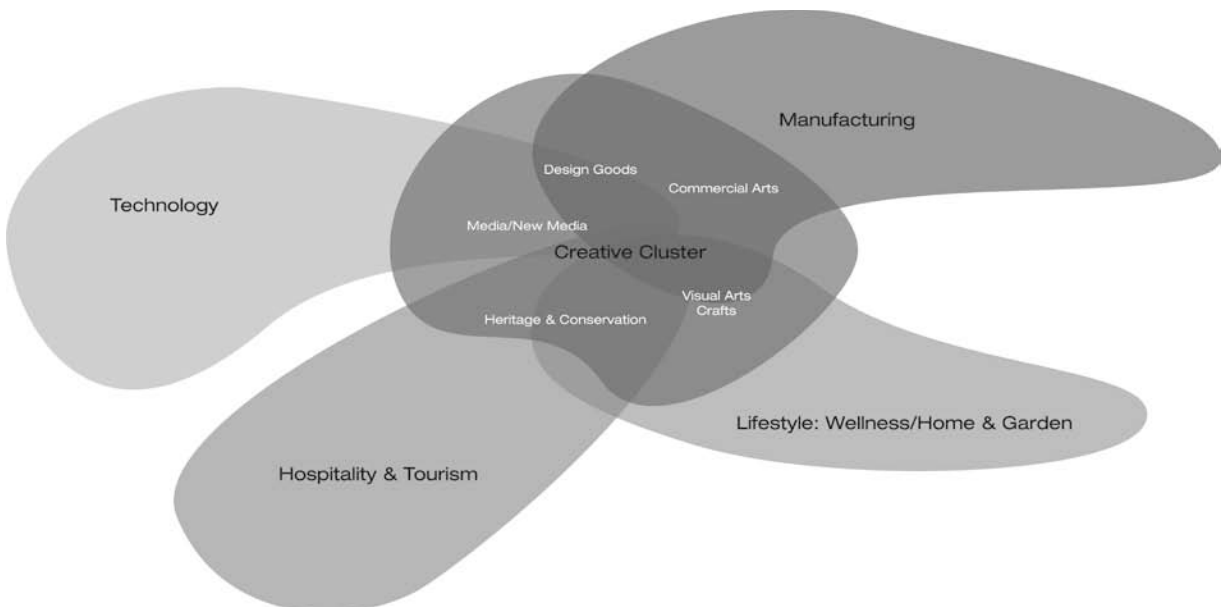 Manufacturing
Design Goods
Commercial Arts
Technology
Media/New Media
Creative Cluster
Visual Arts
Crafts
Heritage & Conservation
Lifestyle: Wellness/Home & Garden
Hospitality & Tourism